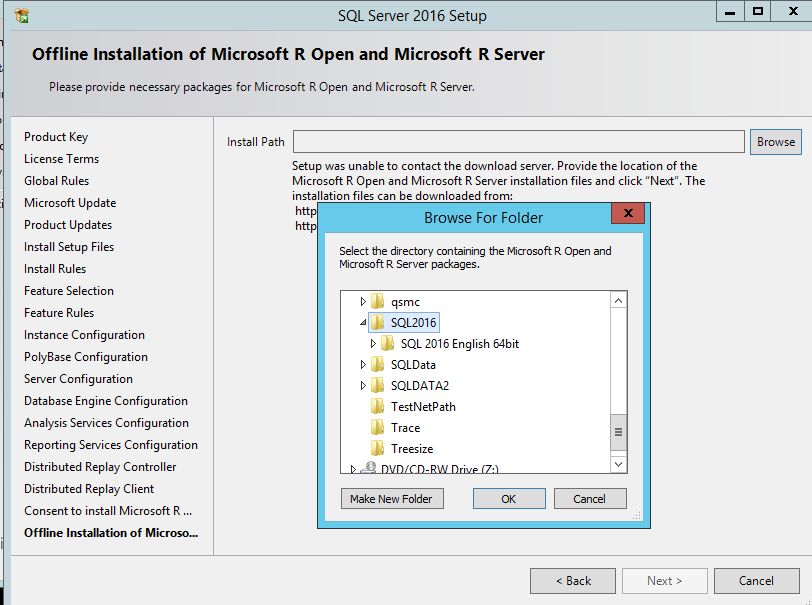 SQL Server 2016 Setup
Offline Installation of Microsoft R Open and Microsoft R Server
Please provide necessary packages for Microsoft R Open and Microsoft R Server.
Product Key
License Terms
Global Rules
Microsoft Update
Product Updates
Install Setup Files
Install Rules
Feature Selection
Feature Rules
Instance Configuration
PolyBase Configuration
Server Configuration
Database Engine Configuration
Analysis Services Configuration
Reporting Services Configuration
Distributed Replay Controller
Distributed Replay Client
Consent to install Microsoft R ...
Offline Installation of Microso...
Install Path
Browse
Setup was unable to contact the download server. Provide the location of the
Microsoft R Open and Microsoft R Server installation files and click "Next". The
installation files can be downloaded from:
http
http
Browse For Folder
Select the directory containing the Microsoft R Open and
Microsoft R Server packages.
qsmc
SQL2016
SQL 2016 English 64bit
SQLData
SQLDATA2
TestNetPath
Trace
Treesize
DVD/CD-RW Drive (Z:)
Make New Folder
OK
Cancel
< Back
Next >
Cancel